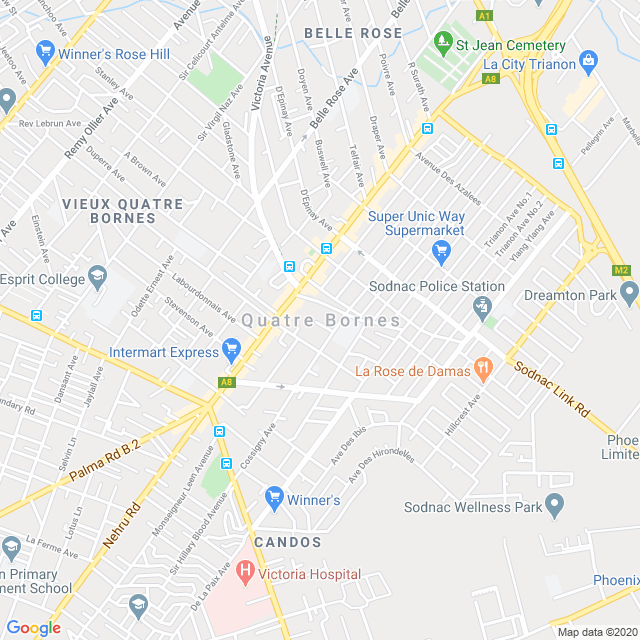 BELLE ROSE
A1
St Jean Cemetery
La City Trianon
A8
Winner's Rose Hill
Avenue
Sir Celicourt Antelme Ave
Victoria Avenue
Stanley Ave
Sir Virgil Naz Ave
D'Epinay Ave
Doyen Ave
Belle Rose Ave
Poivre Ave
R Surath Ave
Rev Lebrun Ave
Remy Ollier Ave
Gladstone Ave
Buswell Ave
Telfair Ave
Draper Ave
Pellegrin Ave
Duperre Ave
A Brown Ave
Avenue Des Azalees
VIEUX QUATRE
BORNES
D'Epinay Ave
Trianon Ave No.1
Trianon Ave No.2
Ylang Ylang Ave
Einstein Ave
Super Unic Way
Supermarket
Odette Ernest Ave
M2
Esprit College
Labourdonnais Ave
Stevenson Ave
Sodnac Police Station
Dreamton Park
Quatre Bornes
Intermart Express
La Rose de Damas
Sodnac Link Rd
A8
Dansant Ave
Jayfall Ave
Hillcrest Ave
Palma Rd B.2
Selvin Ln
Cossigny Ave
Ave Des Ibis
Ave Des Hirondelles
Monseigneur Leen Avenue
Phoe
Limite
Lotus Ln
Nehru Rd
Sir Hillary Blood Avenue
Winner's
Sodnac Wellness Park
La Ferme Ave
CANDOS
De La Paix Ave
Victoria Hospital
n Primary
ment School
Phoenix
Google
Map data ©2020